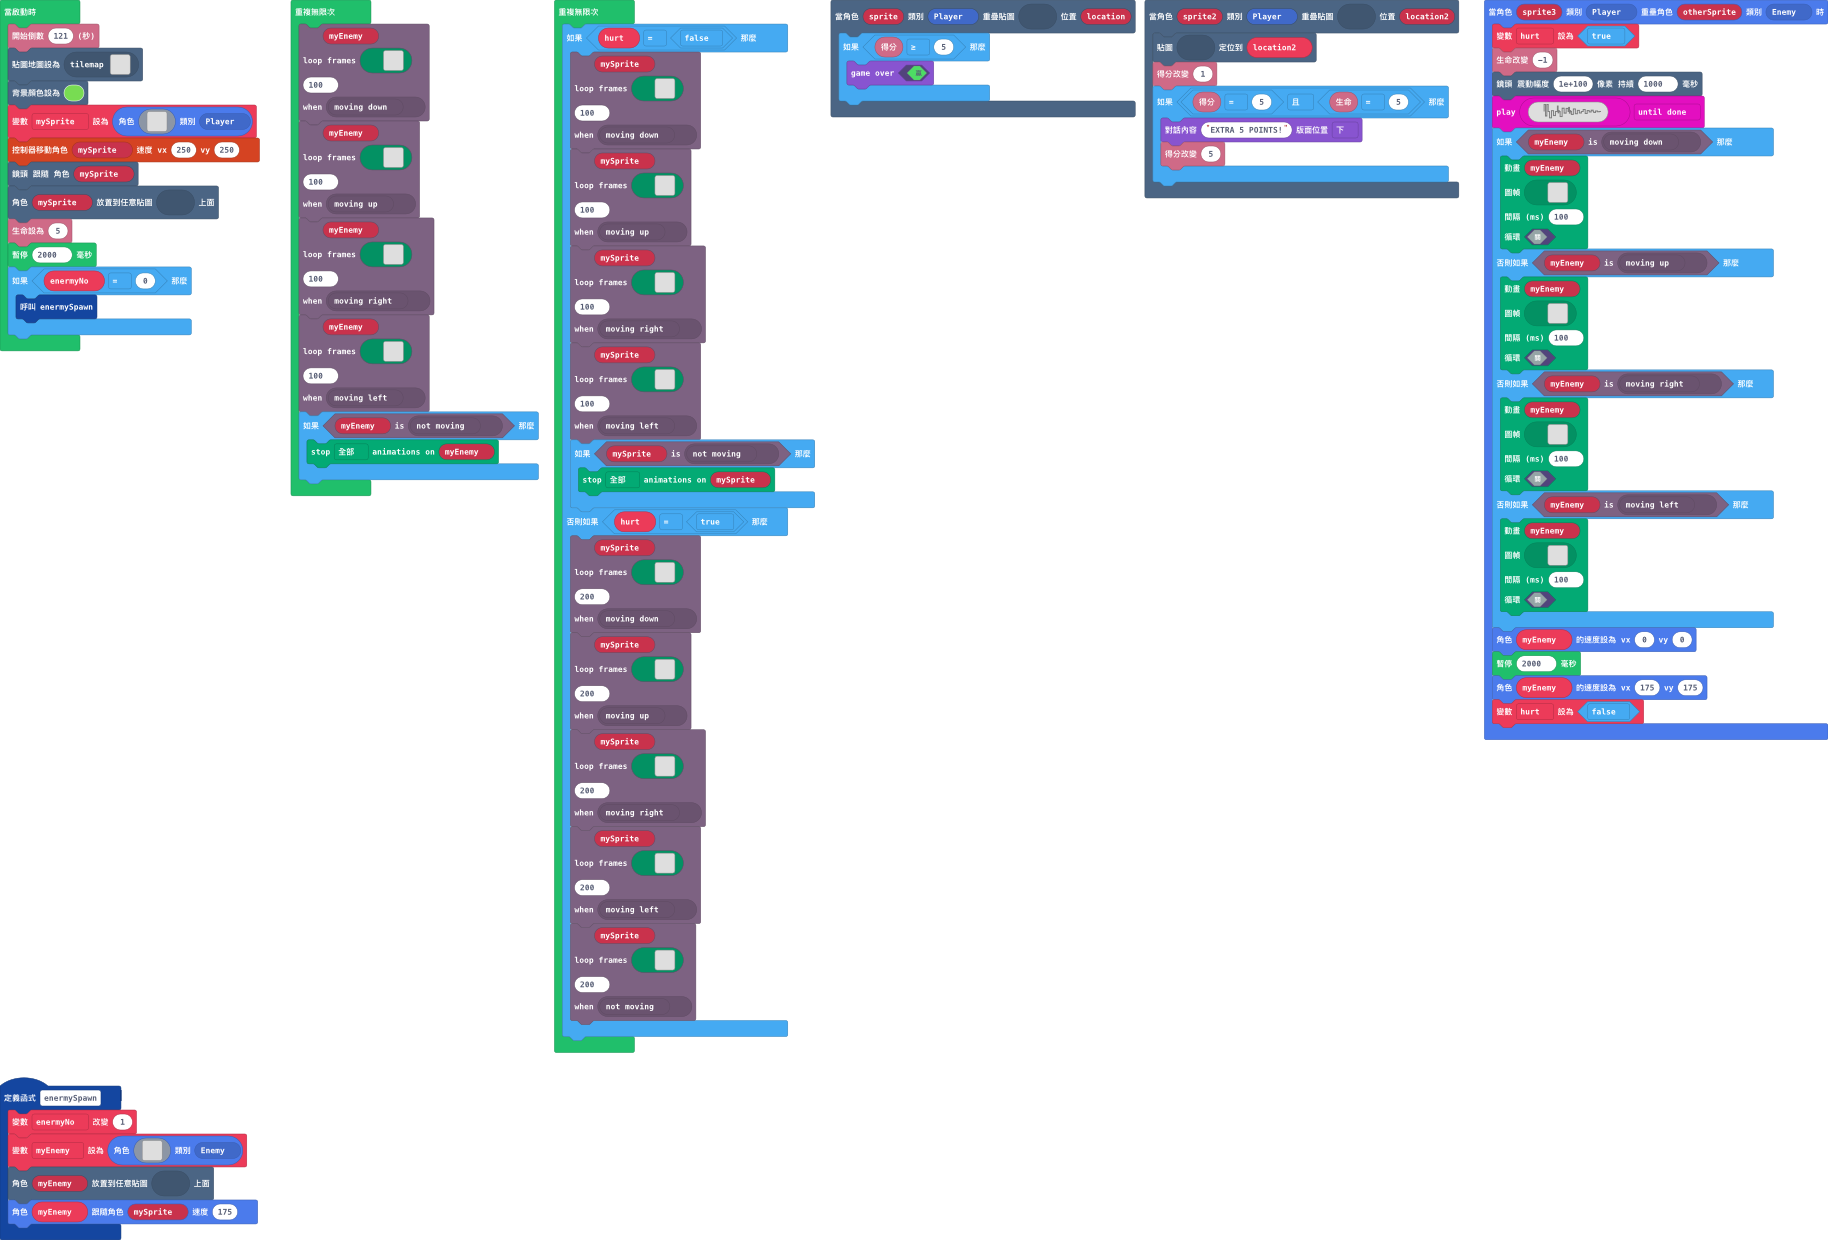 當啟動時
開始倒數 121 (秒)
貼圖地圖設為 tilemap
背景顏色設為
變數 mySprite 設為 角色 類別 Player
控制器移動角色 mySprite 速度 vx 250 vy 250
鏡頭 跟隨 角色 mySprite
角色 mySprite 放置到任意貼圖 上面
生命設為 5
暫停 2000 毫秒
如果 enermyNo = 0 那麼
呼叫 enermySpawn
重複無限次
myEnemy
loop frames
100
when moving down
myEnemy
loop frames
100
when moving up
myEnemy
loop frames
100
when moving right
myEnemy
loop frames
100
when moving left
如果 myEnemy is not moving 那麼
stop 全部 animations on myEnemy
重複無限次
如果 hurt = false 那麼
mySprite
loop frames
100
when moving down
mySprite
loop frames
100
when moving up
mySprite
loop frames
100
when moving right
mySprite
loop frames
100
when moving left
如果 mySprite is not moving 那麼
stop 全部 animations on mySprite
否則如果 hurt = true 那麼
mySprite
loop frames
200
when moving down
mySprite
loop frames
200
when moving up
mySprite
loop frames
200
when moving right
mySprite
loop frames
200
when moving left
mySprite
loop frames
200
when not moving
當角色 sprite 類別 Player 重疊貼圖 位置 location
如果 得分 ≥ 5 那麼
game over
當角色 sprite2 類別 Player 重疊貼圖 位置 location2
貼圖 定位到 location2
得分改變 1
如果 得分 = 5 且 生命 = 5 那麼
對話內容 "EXTRA 5 POINTS!" 版面位置 下
得分改變 5
當角色 sprite3 類別 Player 重疊角色 otherSprite 類別 Enemy 時
變數 hurt 設為 true
生命改變 −1
鏡頭 震動幅度 1e+100 像素 持續 1000 毫秒
play until done
如果 myEnemy is moving down 那麼
動畫 myEnemy
圖幀
間隔 (ms) 100
循環
否則如果 myEnemy is moving up 那麼
動畫 myEnemy
圖幀
間隔 (ms) 100
循環
否則如果 myEnemy is moving right 那麼
動畫 myEnemy
圖幀
間隔 (ms) 100
循環
否則如果 myEnemy is moving left 那麼
動畫 myEnemy
圖幀
間隔 (ms) 100
循環
角色 myEnemy 的速度設為 vx 0 vy 0
暫停 2000 毫秒
角色 myEnemy 的速度設為 vx 175 vy 175
變數 hurt 設為 false
定義函式 enermySpawn
變數 enermyNo 改變 1
變數 myEnemy 設為 角色 類別 Enemy
角色 myEnemy 放置到任意貼圖 上面
角色 myEnemy 跟隨角色 mySprite 速度 175